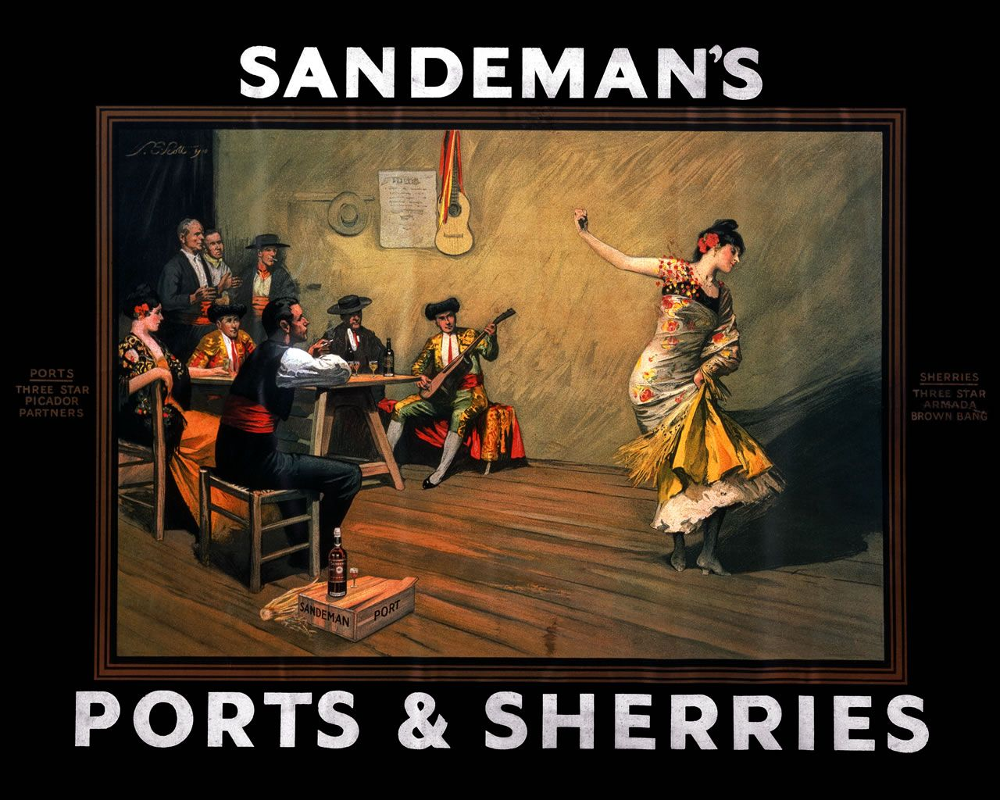 SANDEMAN'S
PORTS
THREE STAR
PICADOR
PARTNERS
SHERRIES
THREE STAR
ARMADA
BROWN BANG
SANDEMAN PORT
PORTS & SHERRIES